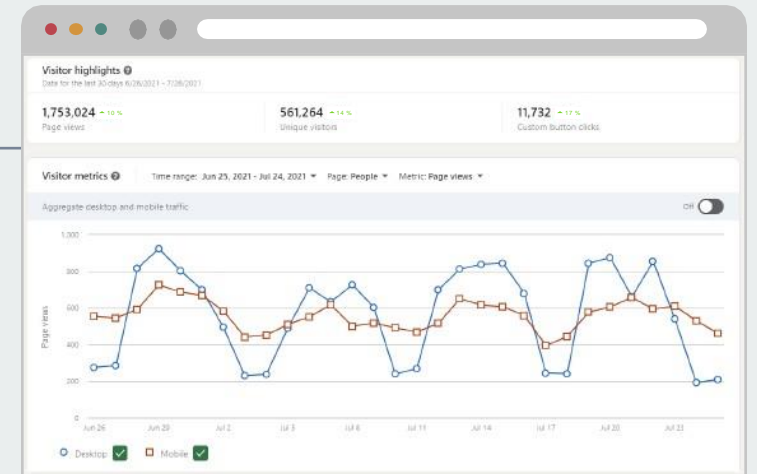 Visitor highlights
Data for the last 30 days 6/26/2021 - 7/26/2021
1,753,024 10 %
Page views
561,264 14 %
Unique visitors
11,732 17 %
Custom button clicks
Visitor metrics
Time range: Jun 25, 2021 - Jul 24, 2021 Page: People Metric: Page views
Aggregate desktop and mobile traffic
Off
1,000
800
600
400
200
0
Page views
Jun 26 Jun 29 Jul 2 Jul 11 Jul 14 Jul 17 Jul 20 Jul 23
Desktop Mobile